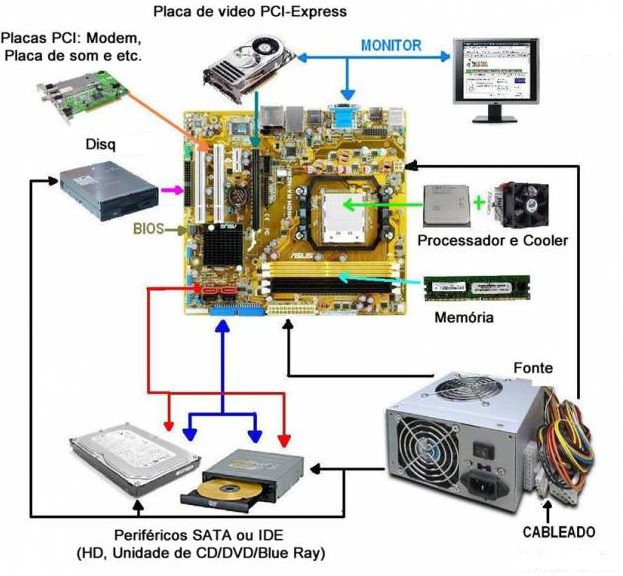 Placa de video PCI-Express
Placas PCI: Modem,
Placa de som e etc.
MONITOR
Disq
BIOS
ASUS
Processador e Cooler
Memória
Fonte
CABLEADO
Periféricos SATA ou IDE
(HD, Unidade de CD/DVD/Blue Ray)